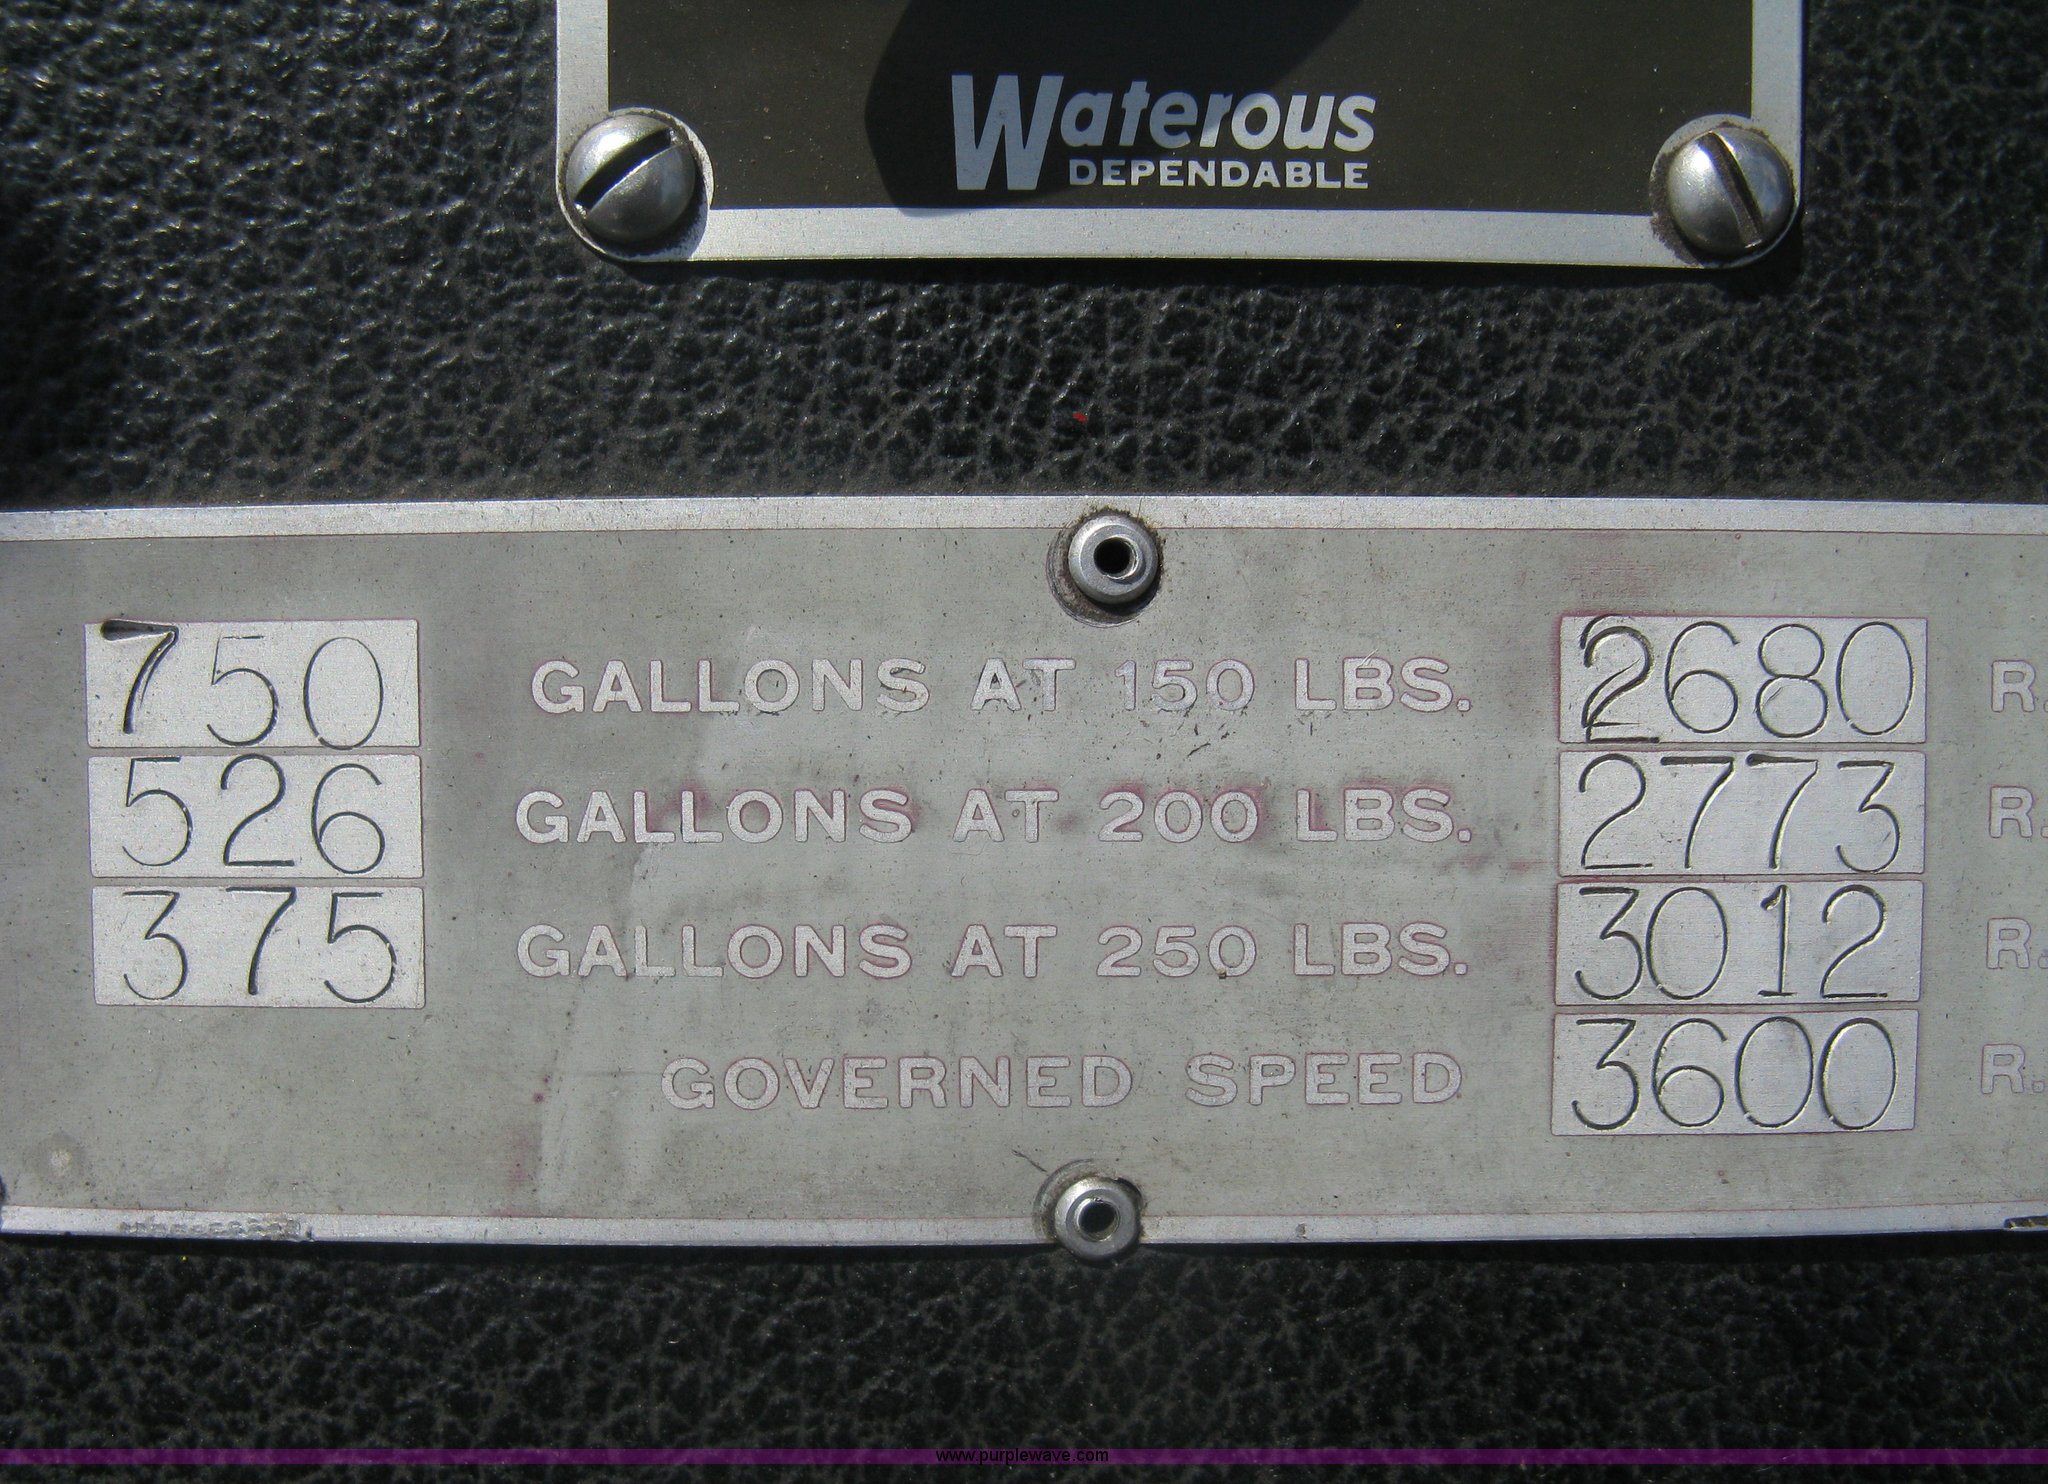 Waterous
DEPENDABLE
750 GALLONS AT 150 LBS. 2680 R.
526 GALLONS AT 200 LBS. 2773 R.
375 GALLONS AT 250 LBS. 3012 R.
GOVERNED SPEED 3600 R.
www.purplewave.com